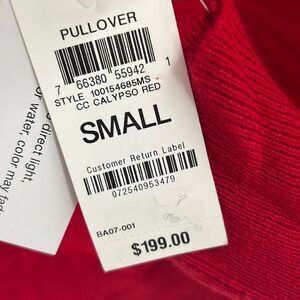 PULLOVER
7 66380 55942 1
STYLE 100154685MS
CC CALYPSO RED
SMALL
Customer Return Label
072540953479
BA07-001
$199.00
direct light,
water, color may fad